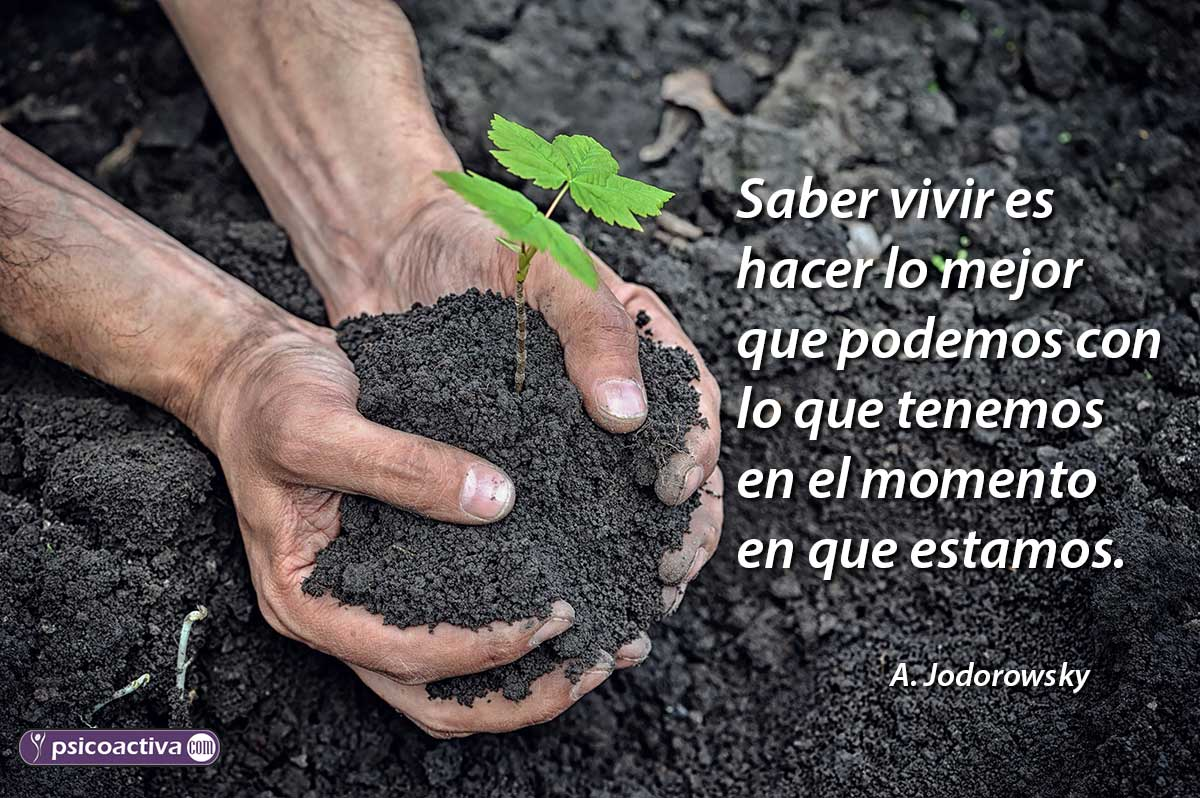 Saber vivir es
hacer lo mejor
que podemos con
lo que tenemos
en el momento
en que estamos.
A. Jodorowsky
psicoactiva com